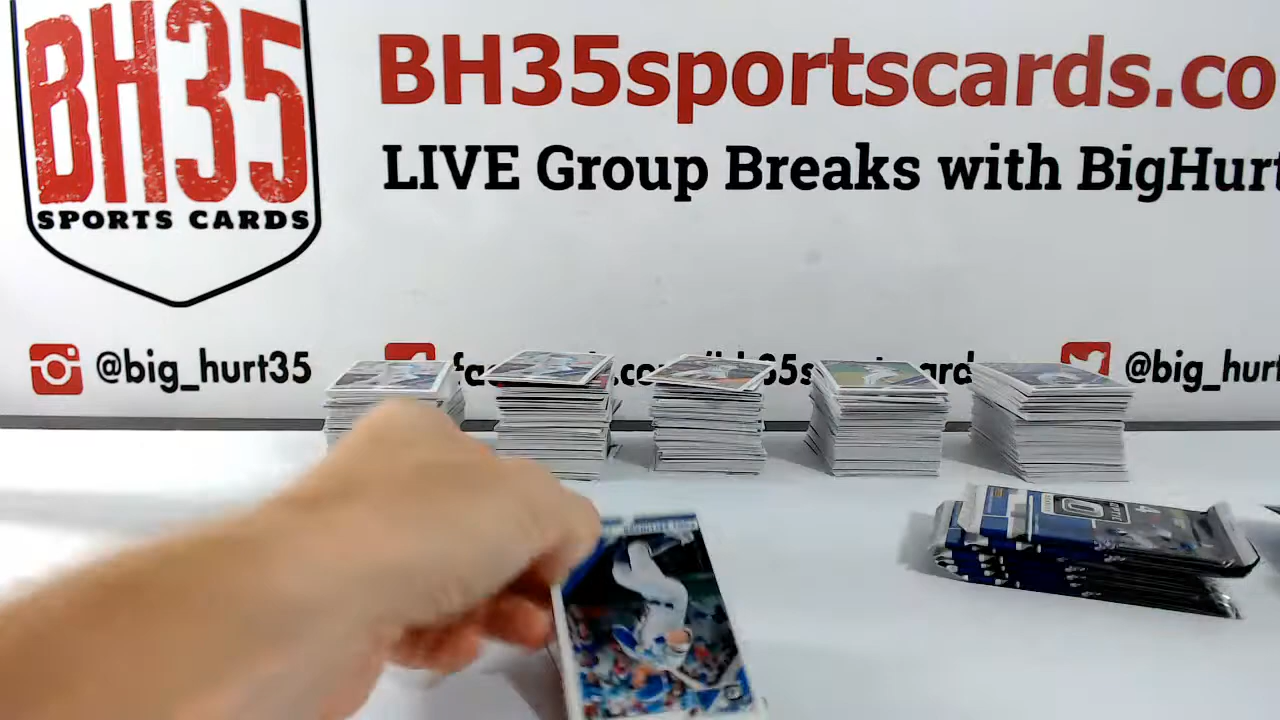 BH35
SPORTS CARDS
BH35sportscards.co
LIVE Group Breaks with BigHurt
@big_hurt35
@big_hurt